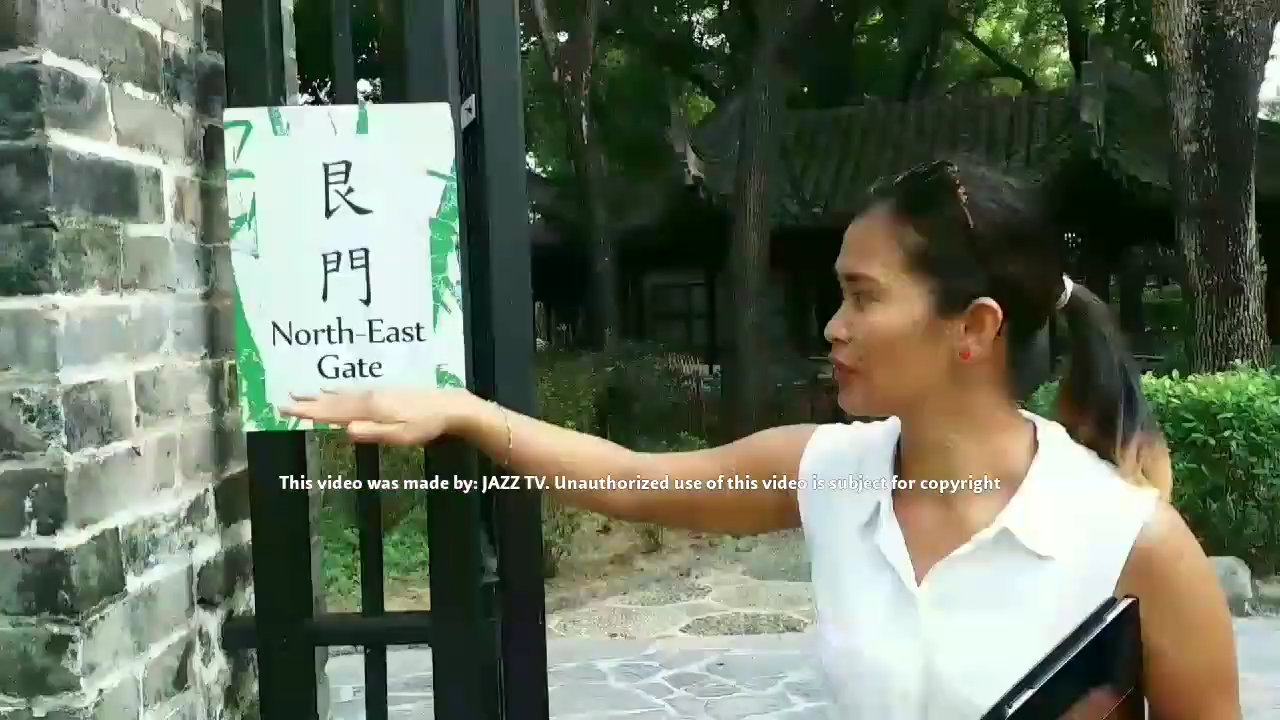 艮
門
North-East
Gate
This video was made by: JAZZ TV. Unauthorized use of this video is subject for copyright